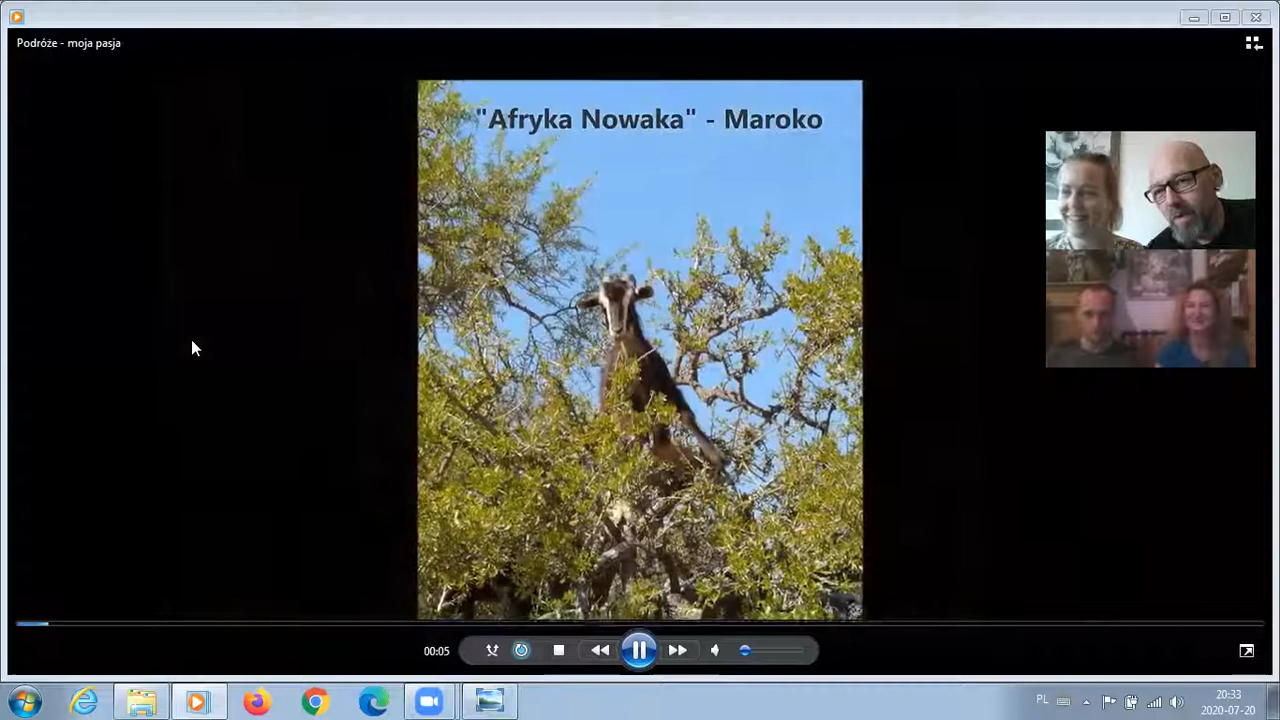 Podróże - moja pasja
"Afryka Nowaka" - Maroko
00:05
PL
20:33
2020-07-20